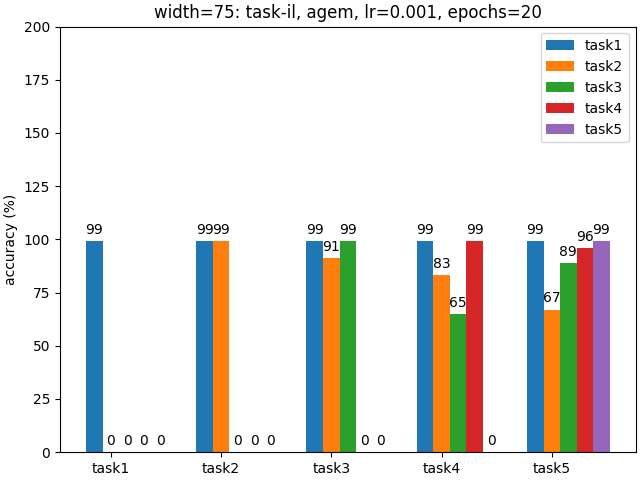 width=75: task-il, agem, lr=0.001, epochs=20
accuracy (%)
200
175
150
125
100
75
50
25
0
task1
task2
task3
task4
task5
99 0 0 0 0
99 99 0 0 0
99 91 99 0 0
99 83 65 99 0
99 67 89 96 99
task1 task2 task3 task4 task5